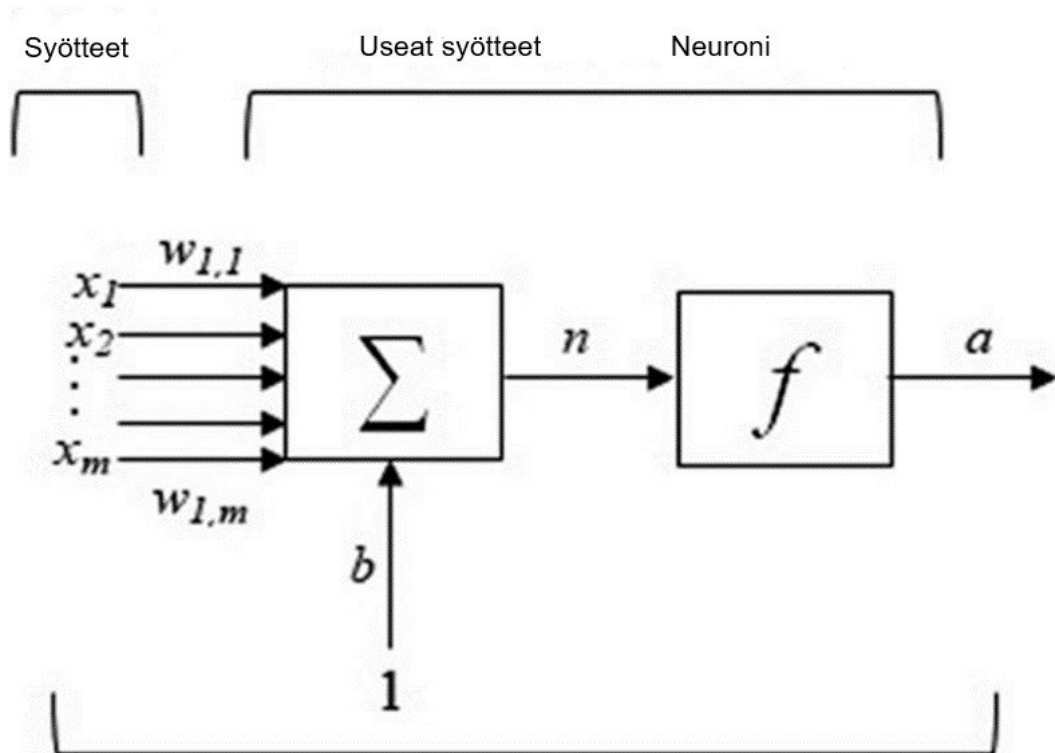 Syötteet Useat syötteet Neuroni
w1,1
x1
x2
⋮
xm
w1,m
Σ
n
f
a
b
1